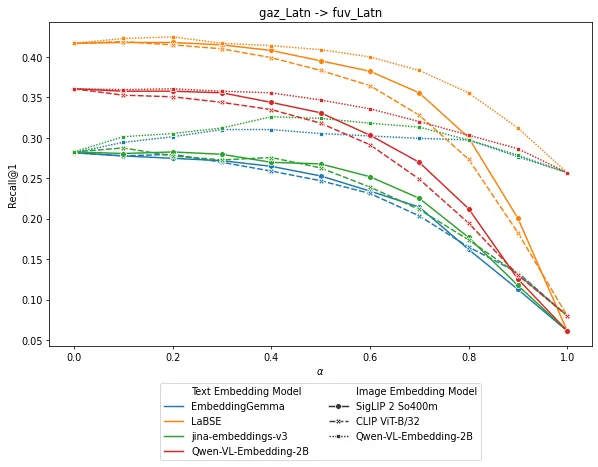 gaz_Latn -> fuv_Latn
Recall@1
0.40
0.35
0.30
0.25
0.20
0.15
0.10
0.05
0.0 0.2 0.4 0.6 0.8 1.0
α
Text Embedding Model
EmbeddingGemma
LaBSE
jina-embeddings-v3
Qwen-VL-Embedding-2B
Image Embedding Model
SigLIP 2 So400m
CLIP ViT-B/32
Qwen-VL-Embedding-2B